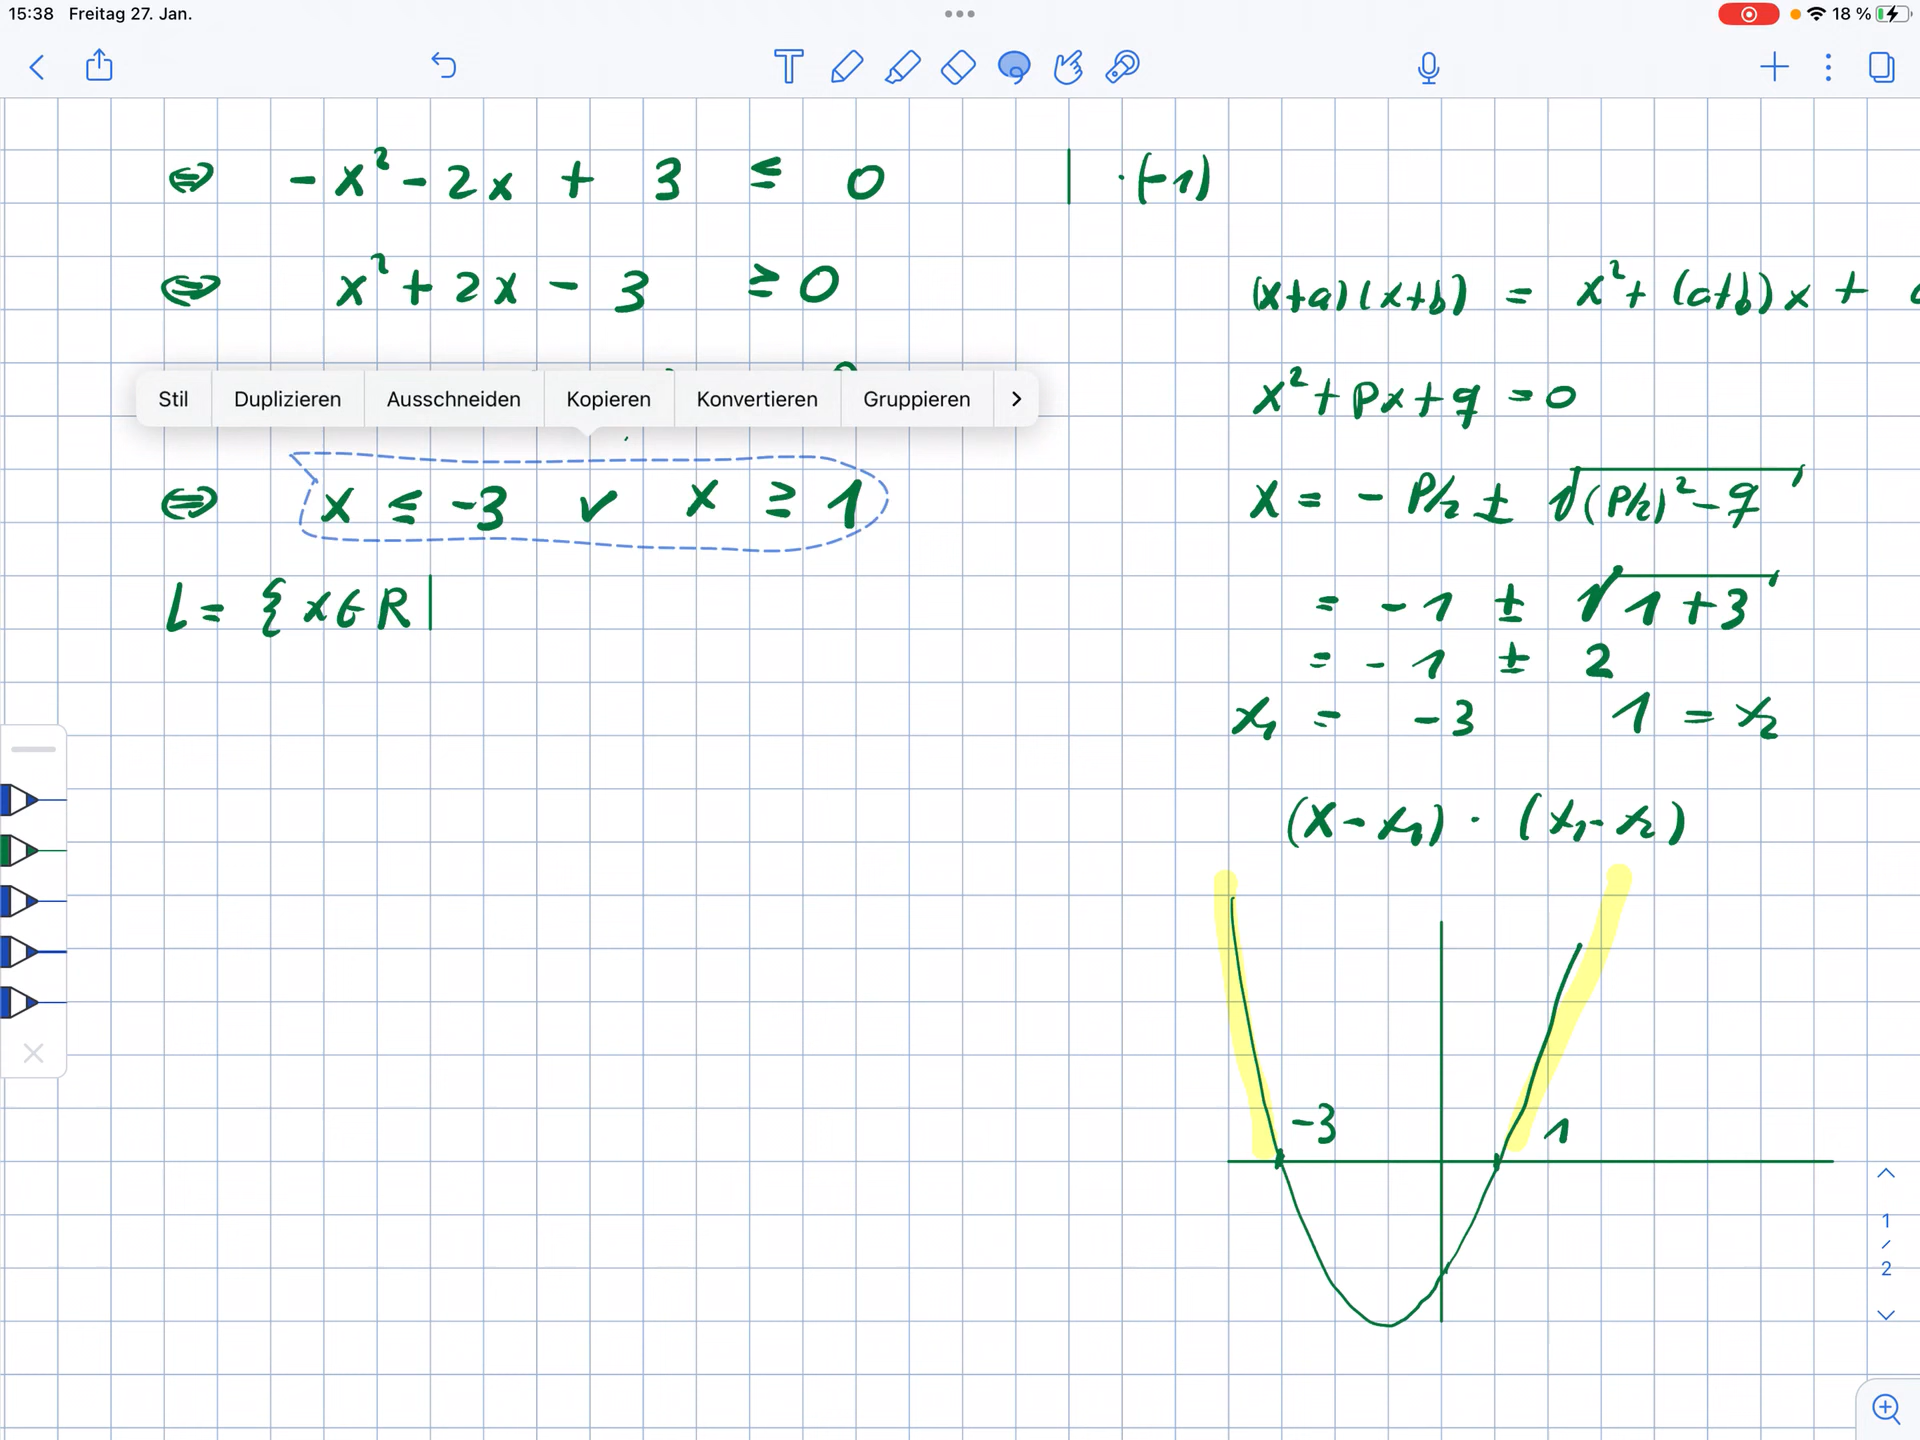 15:38 Freitag 27. Jan. 18 %
⇔ -x² - 2x + 3 ≤ 0 | ·(-1)
⇔ x² + 2x - 3 ≥ 0
Stil Duplizieren Ausschneiden Kopieren Konvertieren Gruppieren
⇔ x ≤ -3 ∨ x ≥ 1
L = { x ∈ R |
(x+a)(x+b) = x² + (a+b)x +
x² + px + q = 0
x = - P/2 ± √(P/2)² - q
= -1 ± √1+3
= -1 ± 2
x₁ = -3 1 = x₂
(x - x₁) · (x₁ - x₂)
-3 1
1
/
2